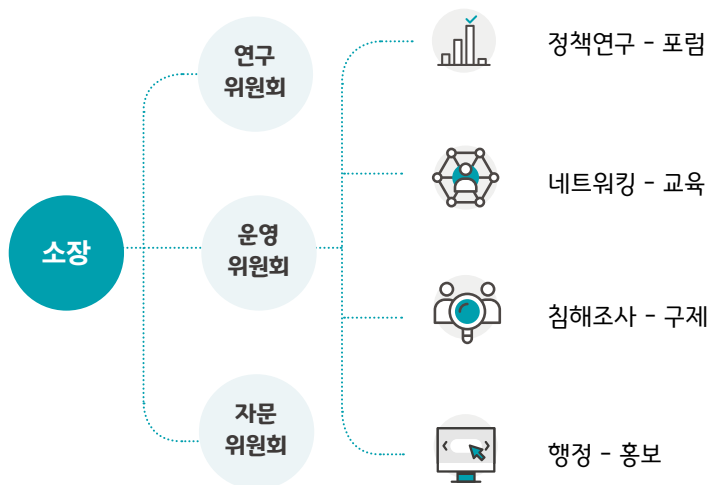 소장
연구
위원회
운영
위원회
자문
위원회
정책연구 - 포럼
네트워킹 - 교육
침해조사 - 구제
행정 - 홍보